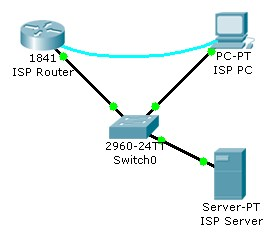 1841
ISP Router
PC-PT
ISP PC
2960-24TT
Switch0
Server-PT
ISP Server